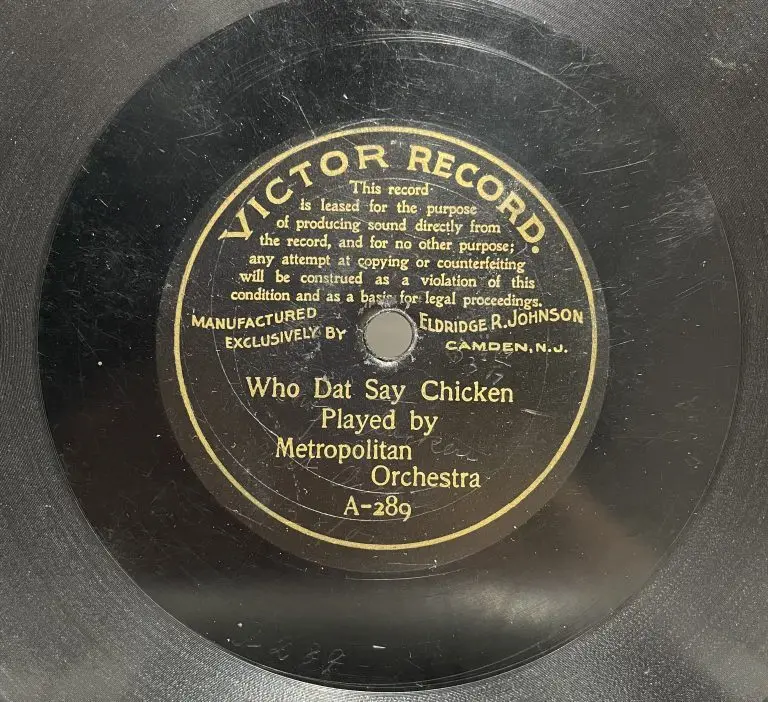 VICTOR RECORD.
This record
is leased for the purpose
of producing sound directly from
the record, and for no other purpose;
any attempt at copying or counterfeiting
will be construed as a violation of this
condition and as a basis for legal proceedings.
MANUFACTURED
EXCLUSIVELY BY
ELDRIDGE R. JOHNSON
CAMDEN, N.J.
Who Dat Say Chicken
Played by
Metropolitan
Orchestra
A-289